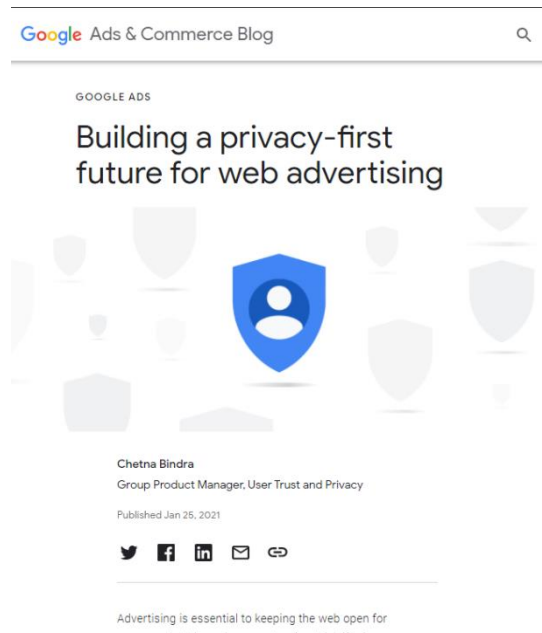 Google Ads & Commerce Blog
GOOGLE ADS
Building a privacy-first
future for web advertising
Chetna Bindra
Group Product Manager, User Trust and Privacy
Published Jan 25, 2021
Advertising is essential to keeping the web open for